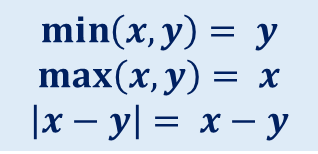 min(x, y) = y
max(x, y) = x
|x − y| = x − y